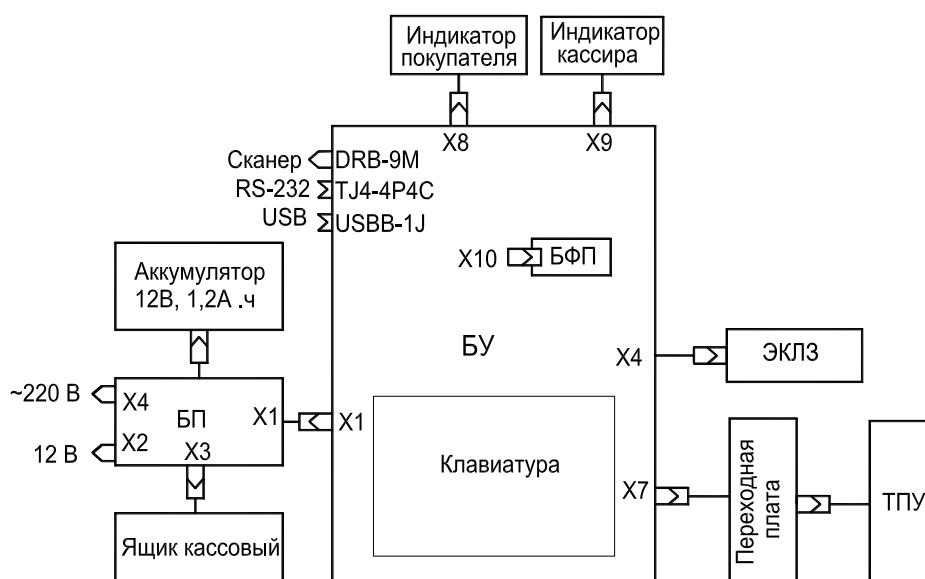 Индикатор
покупателя
Индикатор
кассира
X8
X9
Сканер
DRB-9M
RS-232
TJ4-4P4C
USB
USBB-1J
X10
БФП
Аккумулятор
12В, 1,2А .ч
БУ
X4
ЭКЛЗ
~220 В
X4
БП
X1
X1
X2
12 В
X3
Клавиатура
X7
Переходная
плата
ТПУ
Ящик кассовый